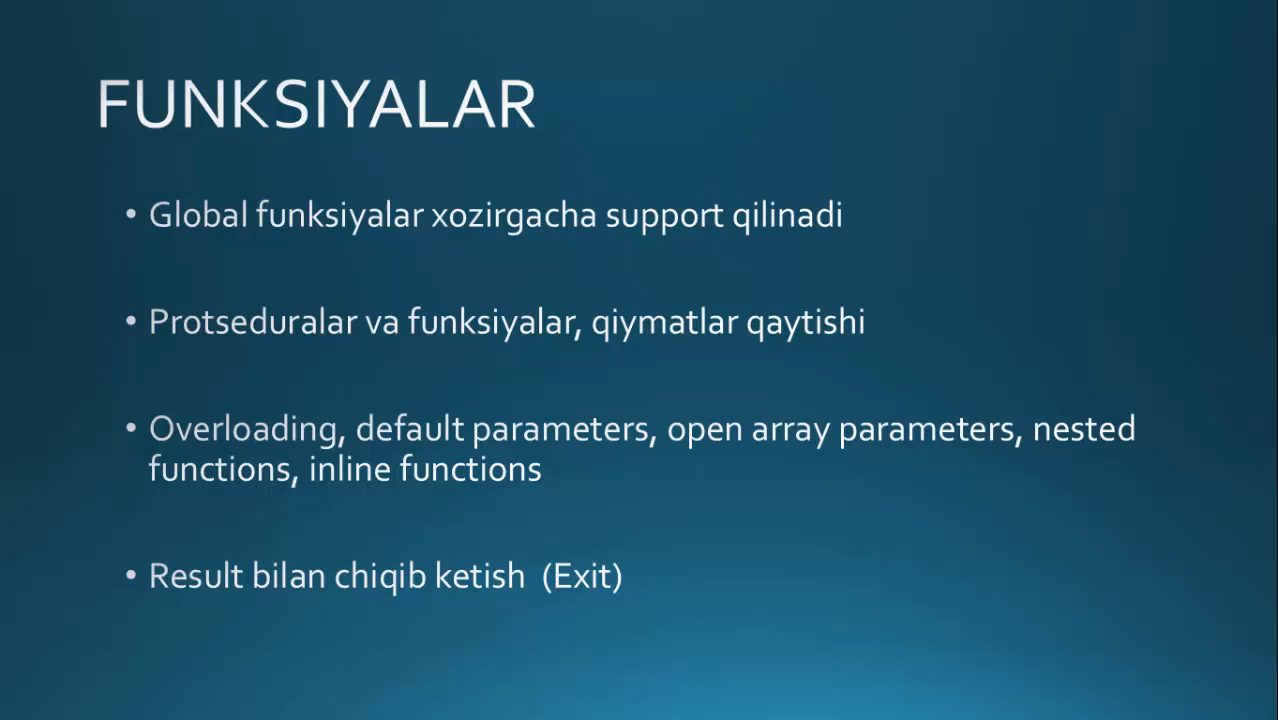 FUNKSIYALAR
• Global funksiyalar xozirgacha support qilinadi
• Protseduralar va funksiyalar, qiymatlar qaytishi
• Overloading, default parameters, open array parameters, nested
functions, inline functions
• Result bilan chiqib ketish (Exit)